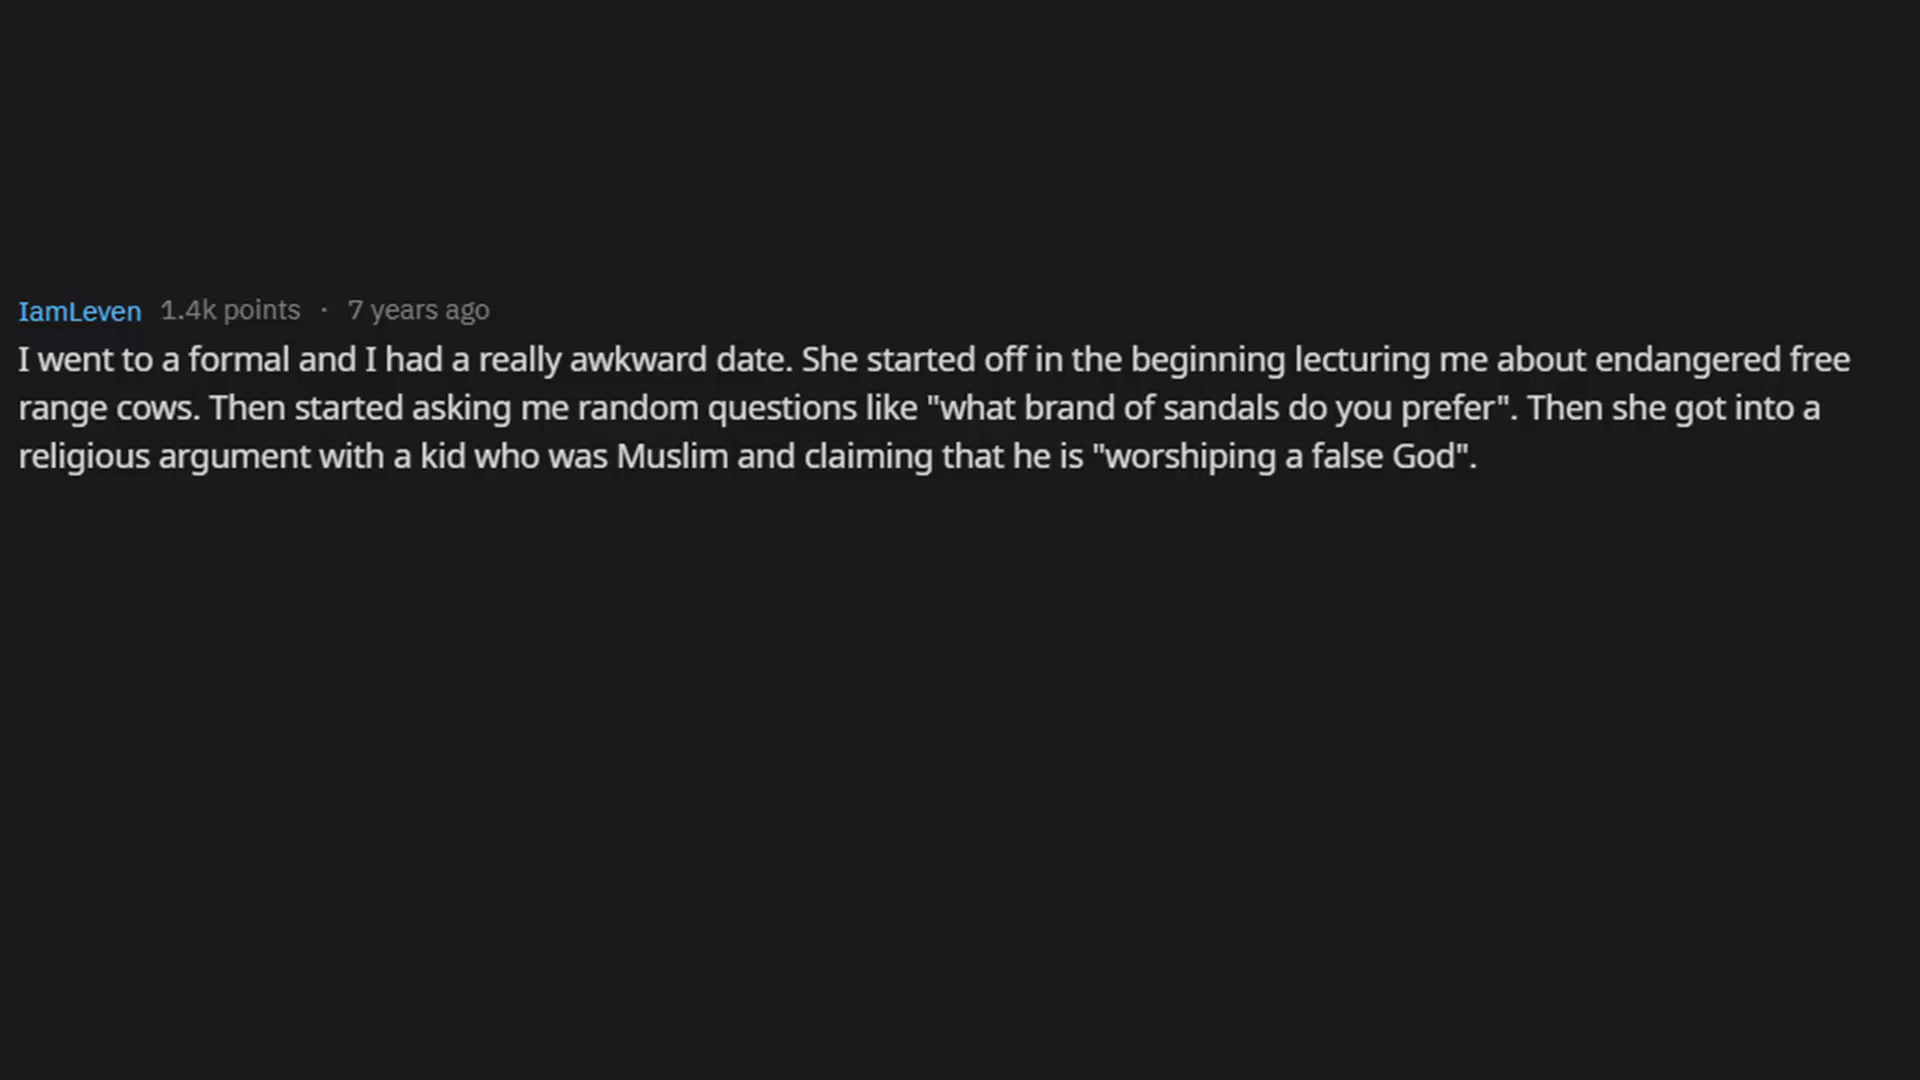 IamLeven 1.4k points · 7 years ago
I went to a formal and I had a really awkward date. She started off in the beginning lecturing me about endangered free
range cows. Then started asking me random questions like "what brand of sandals do you prefer". Then she got into a
religious argument with a kid who was Muslim and claiming that he is "worshiping a false God".